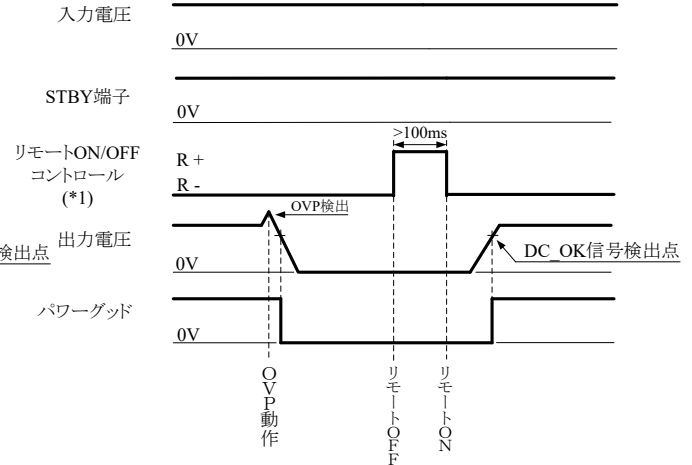 入力電圧
0V
STBY端子
0V
>100ms
リモートON/OFF
コントロール
(*1)
R +
R -
OVP検出
検出点
出力電圧
0V
DC_OK信号検出点
パワーグッド
0V
OVP動作
リモートOFF
リモートON